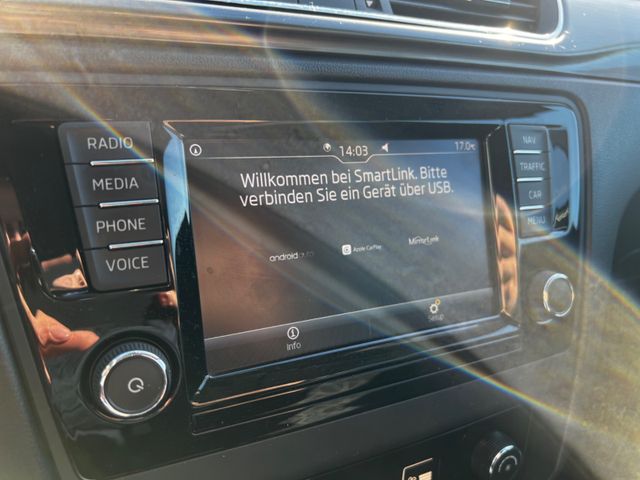 14:03
17.0°C
Willkommen bei SmartLink. Bitte
verbinden Sie ein Gerät über USB.
androidauto
Apple CarPlay
MirrorLink
Info
Setup
RADIO
MEDIA
PHONE
VOICE
NAV
TRAFFIC
CAR
MENU